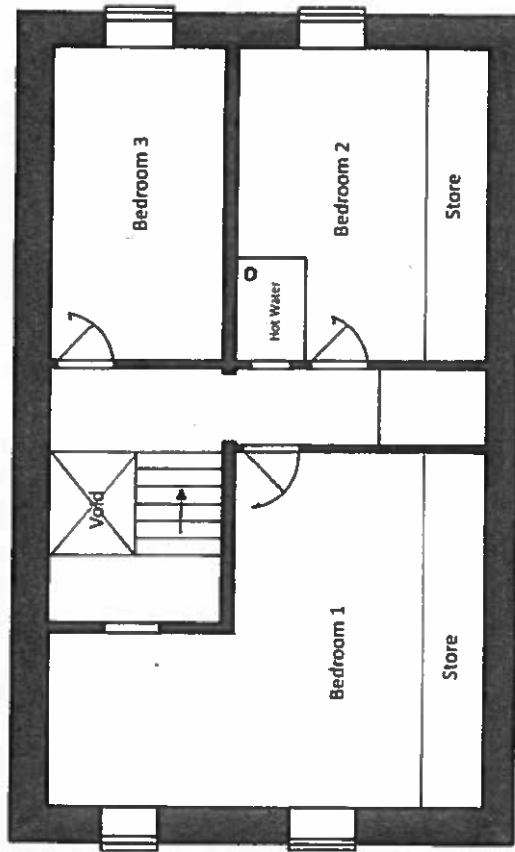 Bedroom 3
Bedroom 2
Store
Hot Water
Void
Bedroom 1
Store